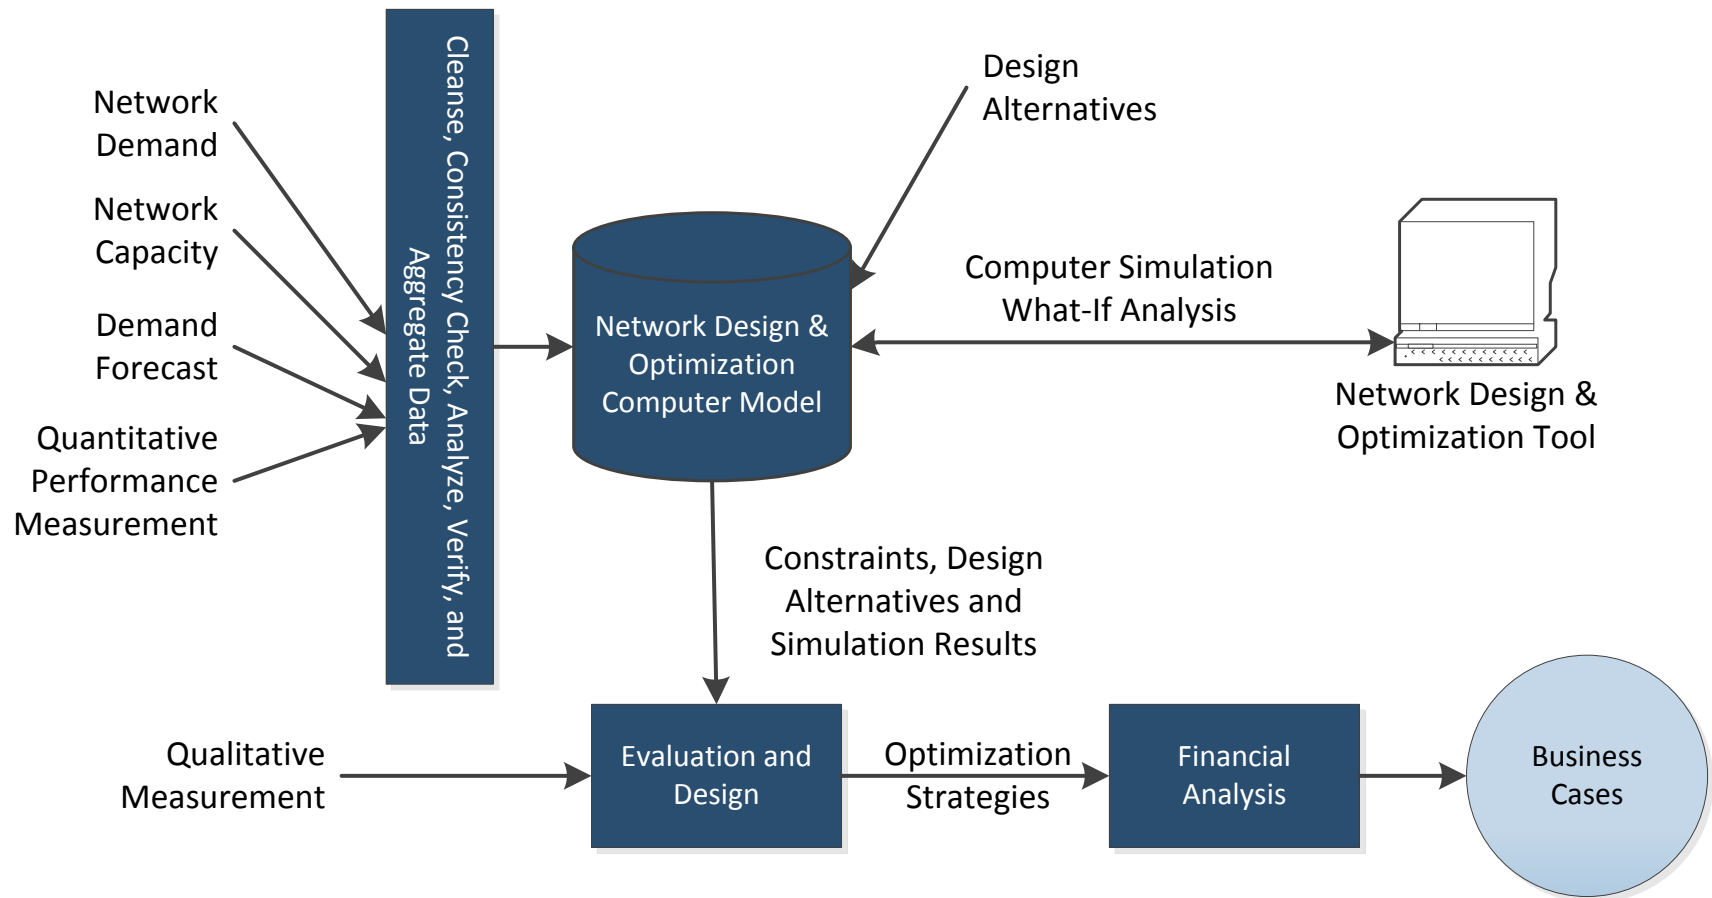 Network
Demand
Network
Capacity
Demand
Forecast
Quantitative
Performance
Measurement
Cleanse, Consistency Check, Analyze, Verify, and
Aggregate Data
Design
Alternatives
Network Design &
Optimization
Computer Model
Computer Simulation
What-If Analysis
Network Design &
Optimization Tool
Constraints, Design
Alternatives and
Simulation Results
Qualitative
Measurement
Evaluation and
Design
Optimization
Strategies
Financial
Analysis
Business
Cases